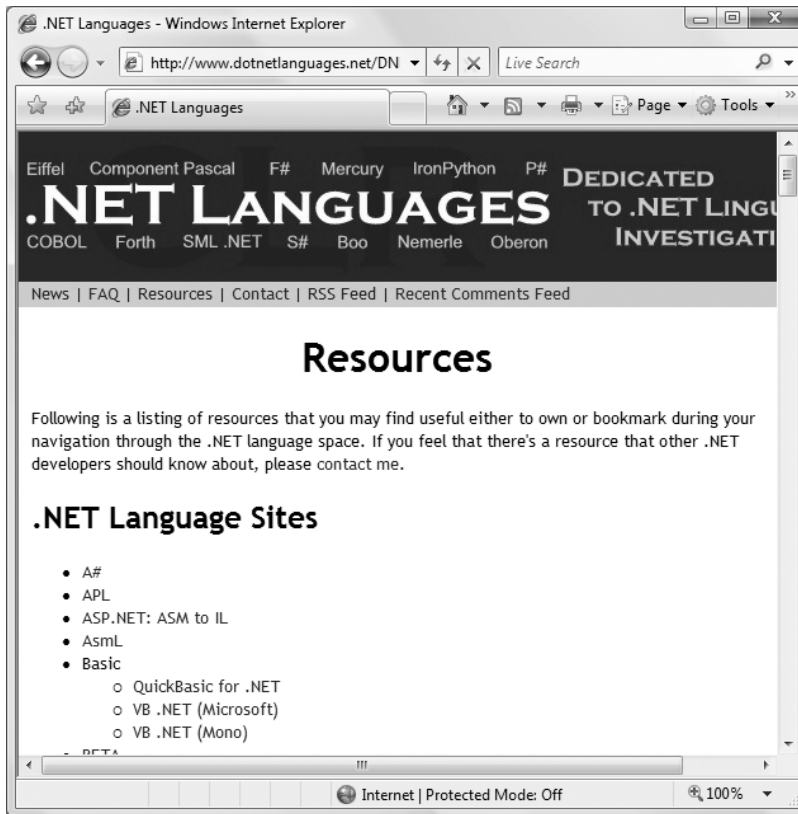 .NET Languages - Windows Internet Explorer
http://www.dotnetlanguages.net/DN
Live Search
.NET Languages
Page
Tools
Eiffel Component Pascal F# Mercury IronPython P#
.NET LANGUAGES
COBOL Forth SML .NET S# Boo Nemerle Oberon
DEDICATED
TO .NET LINGU
INVESTIGATI
News | FAQ | Resources | Contact | RSS Feed | Recent Comments Feed
Resources
Following is a listing of resources that you may find useful either to own or bookmark during your
navigation through the .NET language space. If you feel that there's a resource that other .NET
developers should know about, please contact me.
.NET Language Sites
• A#
• APL
• ASP.NET: ASM to IL
• AsmL
• Basic
○ QuickBasic for .NET
○ VB .NET (Microsoft)
○ VB .NET (Mono)
Internet | Protected Mode: Off
100%